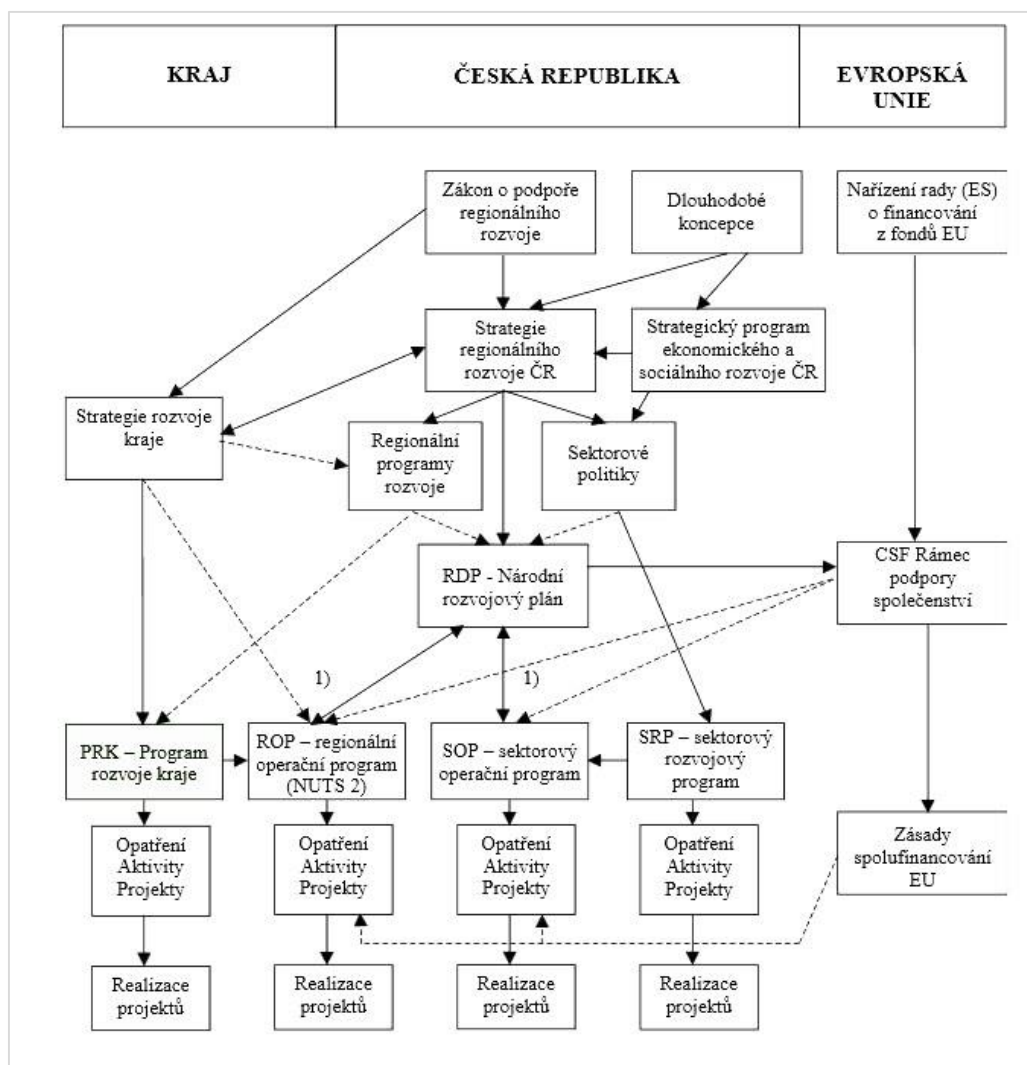 KRAJ
ČESKÁ REPUBLIKA
EVROPSKÁ
UNIE
Zákon o podpoře
regionálního
rozvoje
Dlouhodobé
koncepce
Nařízení rady (ES)
o financování
z fondů EU
Strategie
regionálního
rozvoje ČR
Strategický program
ekonomického a
sociálního rozvoje ČR
Strategie rozvoje
kraje
Regionální
programy
rozvoje
Sektorové
politiky
RDP - Národní
rozvojový plán
CSF Rámec
podpory
společenství
1)
1)
PRK – Program
rozvoje kraje
ROP – regionální
operační program
(NUTS 2)
SOP – sektorový
operační program
SRP – sektorový
rozvojový
program
Opatření
Aktivity
Projekty
Opatření
Aktivity
Projekty
Opatření
Aktivity
Projekty
Opatření
Aktivity
Projekty
Zásady
spolufinancování
EU
Realizace
projektů
Realizace
projektů
Realizace
projektů
Realizace
projektů